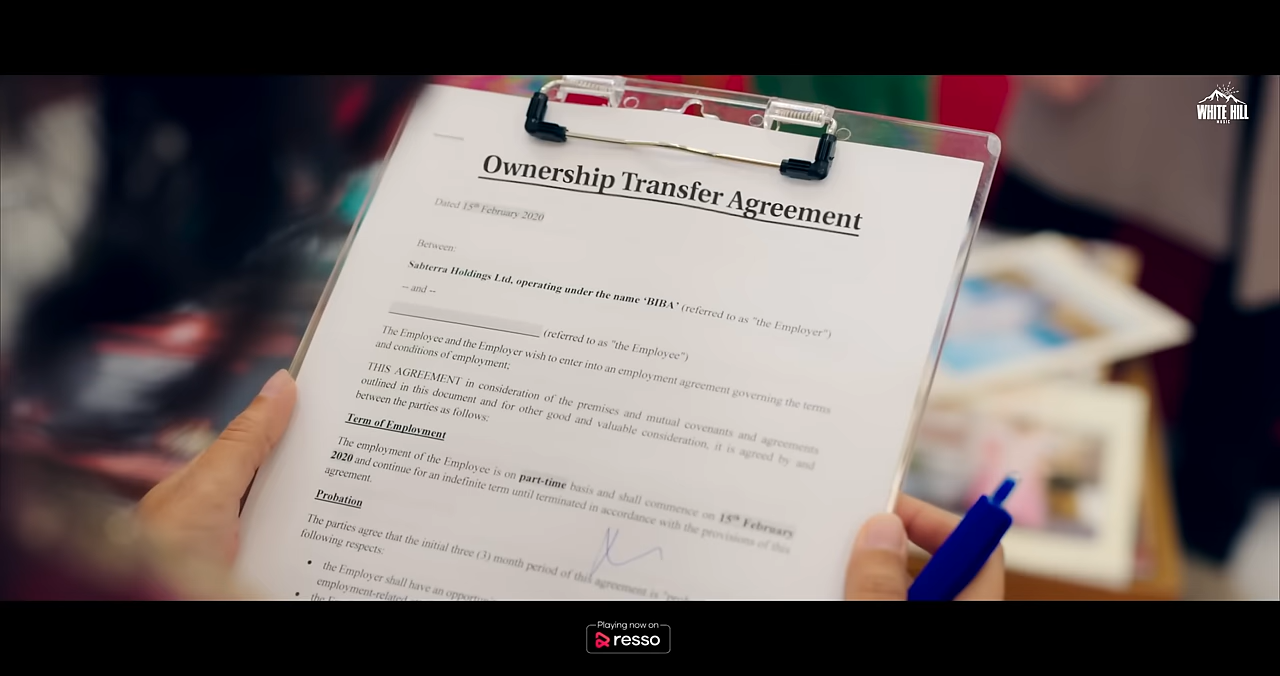 WHITE HILL
MUSIC
Ownership Transfer Agreement
Dated 15th February 2020
Between:
Sabterra Holdings Ltd, operating under the name ‘BIBA’ (referred to as "the Employer")
-- and --
(referred to as "the Employee")
The Employee and the Employer wish to enter into an employment agreement governing the terms
and conditions of employment;
THIS AGREEMENT in consideration of the premises and mutual covenants and agreements
outlined in this document and for other good and valuable consideration, it is agreed by and
between the parties as follows:
Term of Employment
The employment of the Employee is on part-time basis and shall commence on 15th February
2020 and continue for an indefinite term until terminated in accordance with the provisions of this
agreement.
Probation
The parties agree that the initial three (3) month period of this agreement is
following respects:
• the Employer shall have an
employment-related
• the
Playing now on
resso